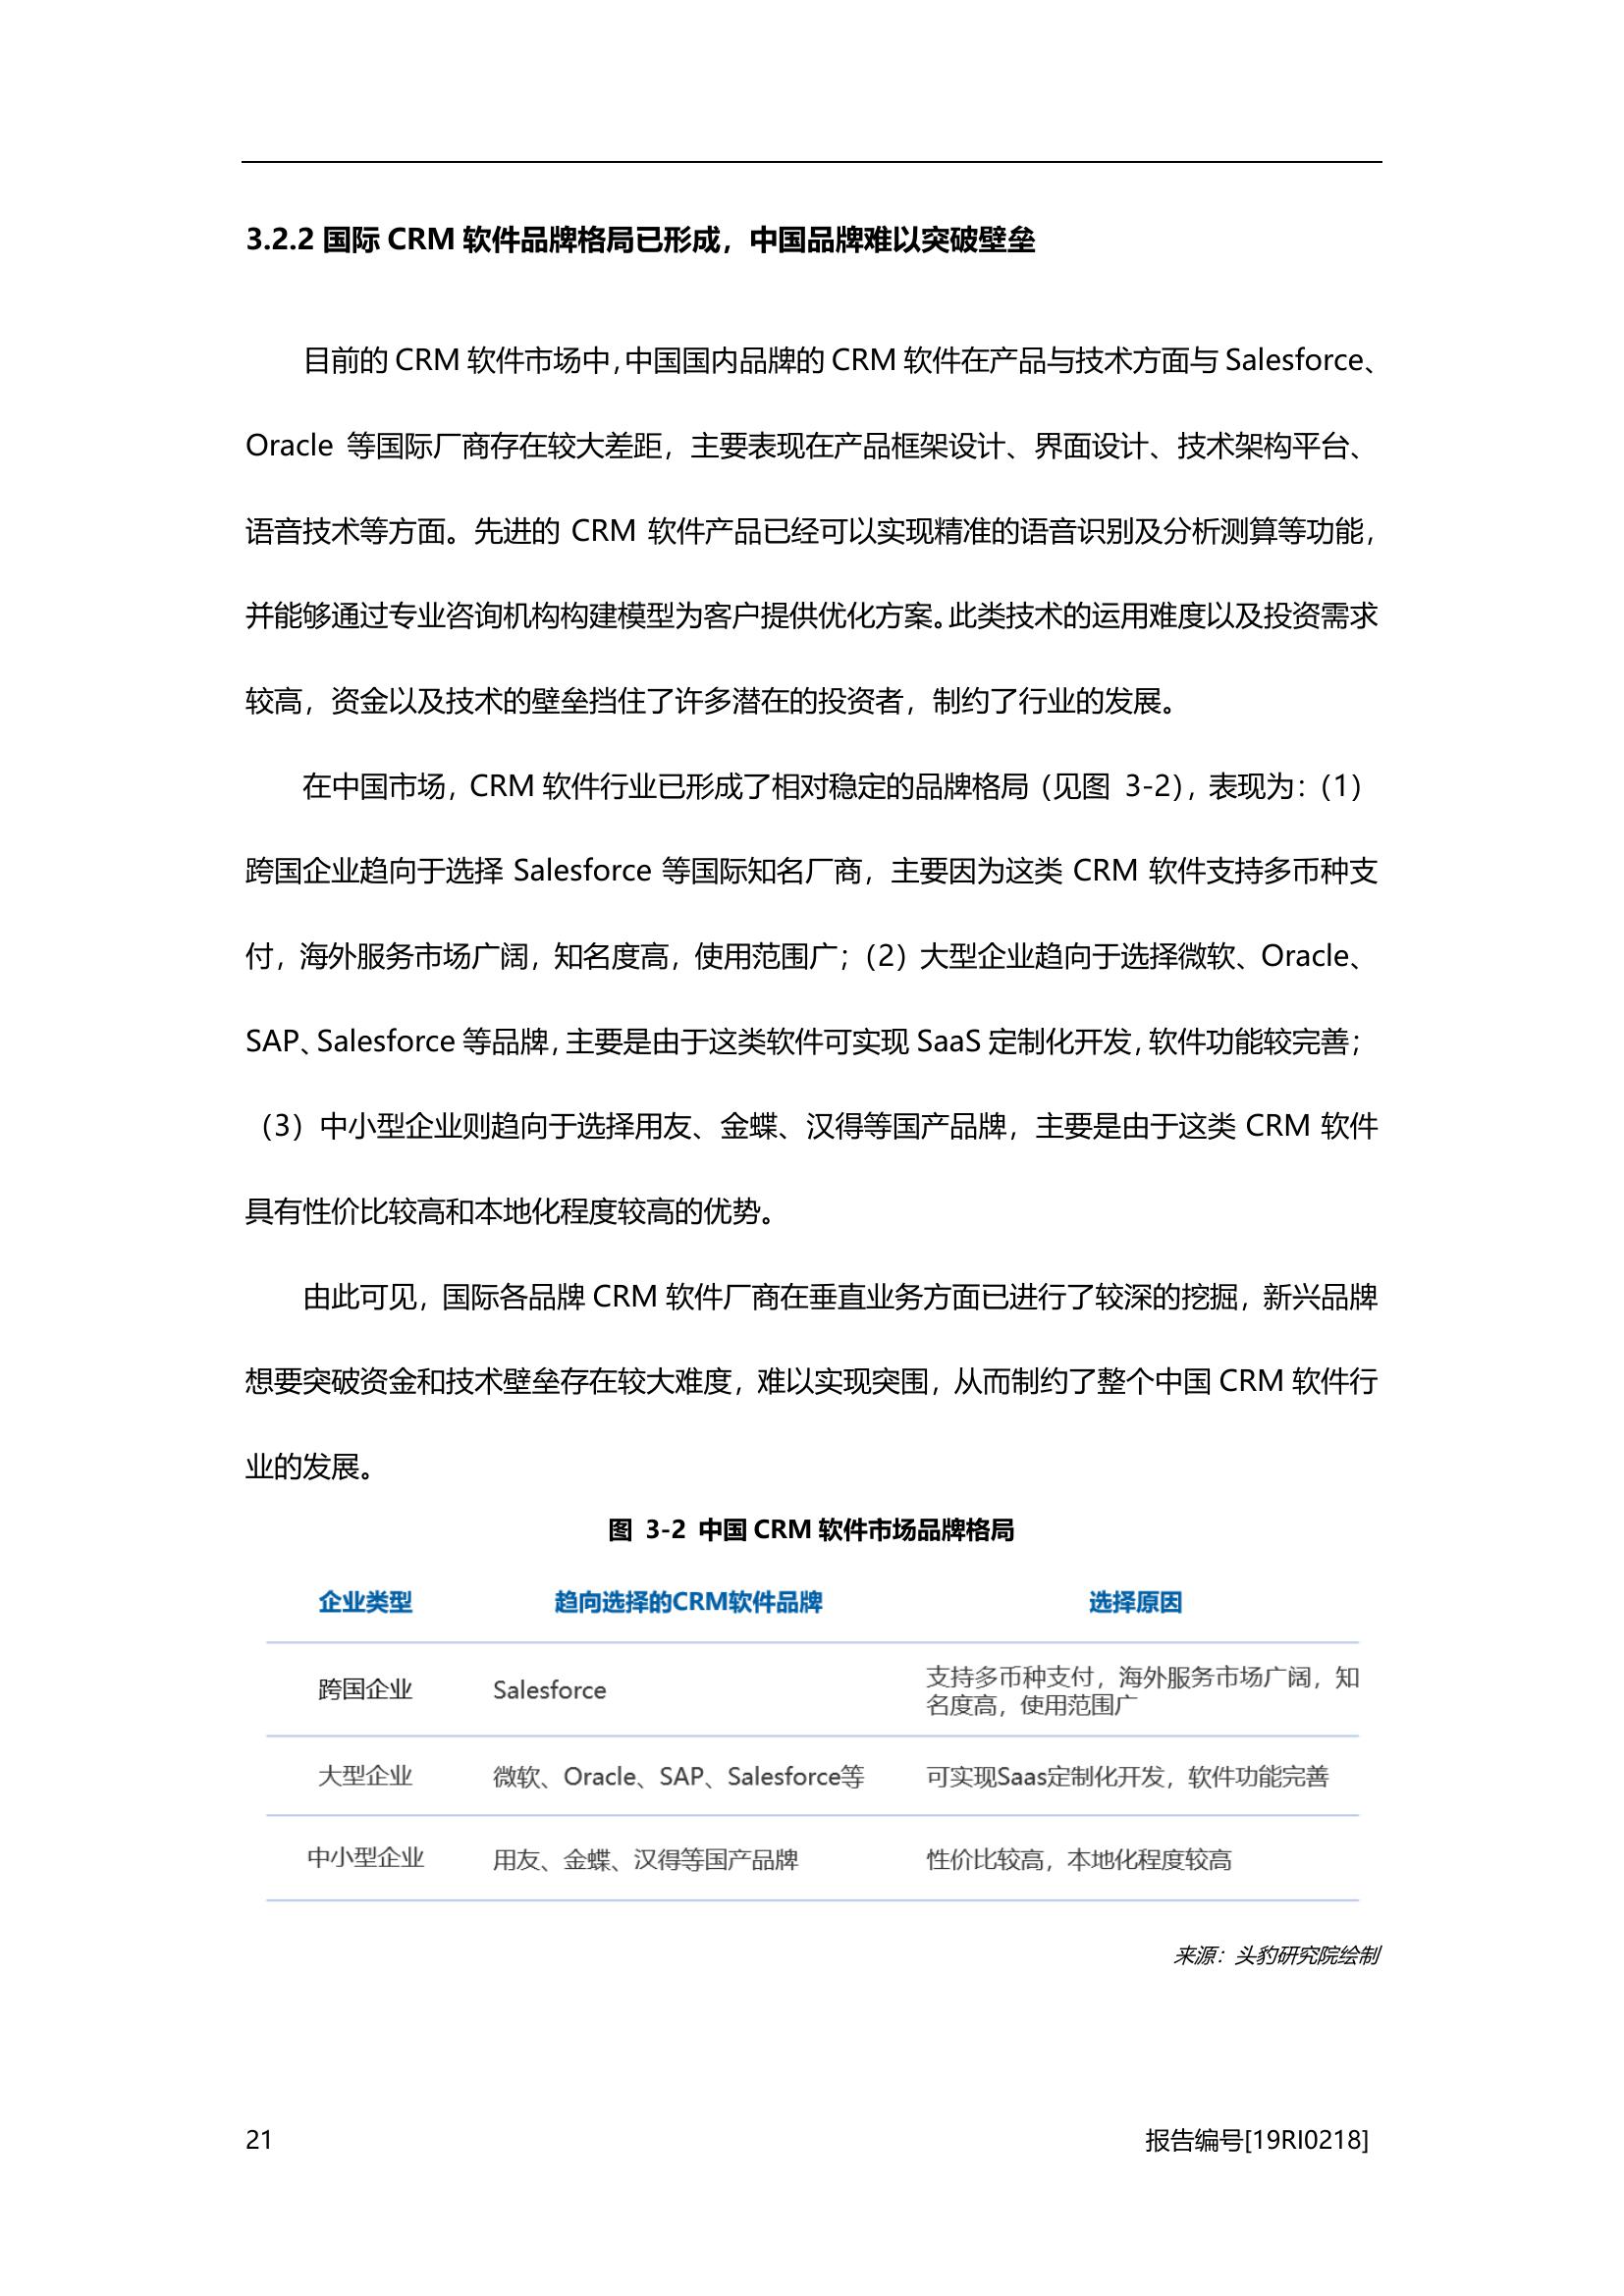 3.2.2 国际 CRM 软件品牌格局已形成，中国品牌难以突破壁垒
目前的 CRM 软件市场中，中国国内品牌的 CRM 软件在产品与技术方面与 Salesforce、
Oracle 等国际厂商存在较大差距，主要表现在产品框架设计、界面设计、技术架构平台、
语音技术等方面。先进的 CRM 软件产品已经可以实现精准的语音识别及分析测算等功能，
并能够通过专业咨询机构构建模型为客户提供优化方案。此类技术的运用难度以及投资需求
较高，资金以及技术的壁垒挡住了许多潜在的投资者，制约了行业的发展。
在中国市场，CRM 软件行业已形成了相对稳定的品牌格局（见图 3-2），表现为：（1）
跨国企业趋向于选择 Salesforce 等国际知名厂商，主要因为这类 CRM 软件支持多币种支
付，海外服务市场广阔，知名度高，使用范围广；（2）大型企业趋向于选择微软、Oracle、
SAP、Salesforce 等品牌，主要是由于这类软件可实现 SaaS 定制化开发，软件功能较完善；
（3）中小型企业则趋向于选择用友、金蝶、汉得等国产品牌，主要是由于这类 CRM 软件
具有性价比较高和本地化程度较高的优势。
由此可见，国际各品牌 CRM 软件厂商在垂直业务方面已进行了较深的挖掘，新兴品牌
想要突破资金和技术壁垒存在较大难度，难以实现突围，从而制约了整个中国 CRM 软件行
业的发展。
图 3-2 中国 CRM 软件市场品牌格局
企业类型 趋向选择的CRM软件品牌 选择原因
跨国企业 Salesforce 支持多币种支付，海外服务市场广阔，知
名度高，使用范围广
大型企业 微软、Oracle、SAP、Salesforce等 可实现Saas定制化开发，软件功能完善
中小型企业 用友、金蝶、汉得等国产品牌 性价比较高，本地化程度较高
来源：头豹研究院绘制
21 报告编号[19RI0218]